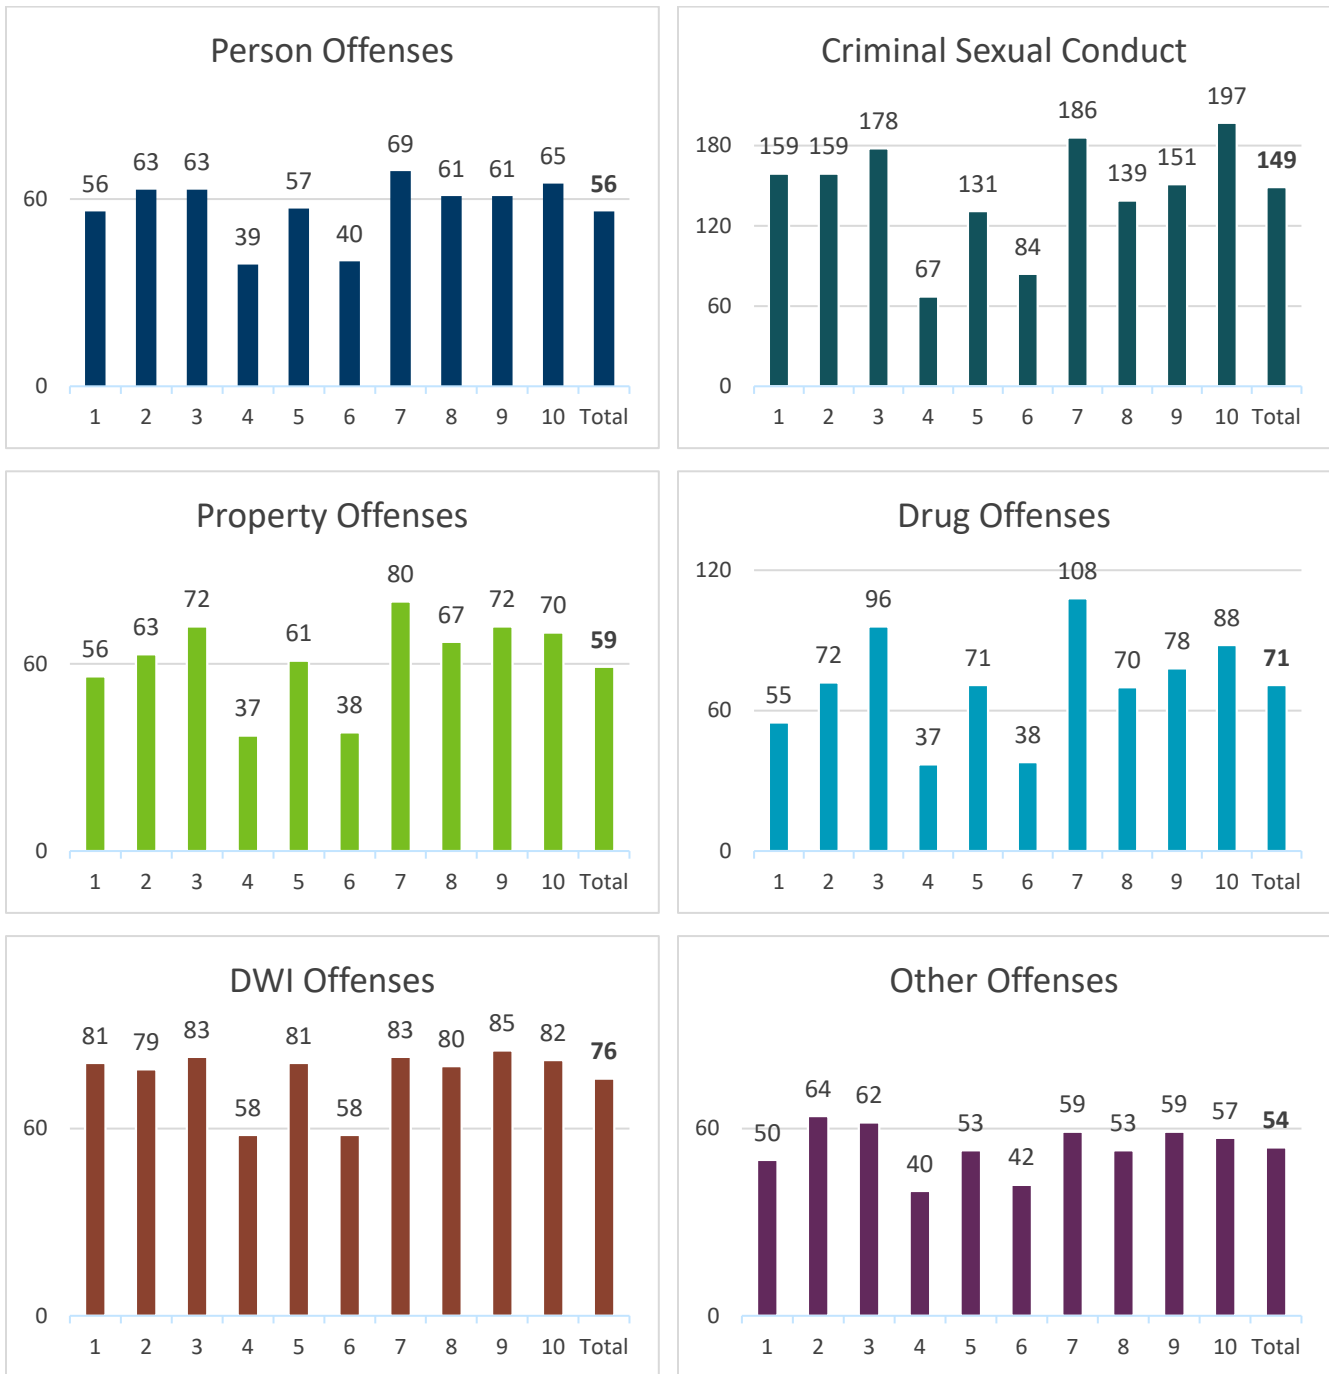 Person Offenses
69
65
63 63
61 61
56 57 56
60
39 40
0
1 2 3 4 5 6 7 8 9 10 Total
Criminal Sexual Conduct
197
186
178
180 159 159 151 149
139
131
120
84
67
60
0
1 2 3 4 5 6 7 8 9 10 Total
Property Offenses
80
72 72 70
67
63 61
56 59
60
37 38
0
1 2 3 4 5 6 7 8 9 10 Total
Drug Offenses
120
108
96
88
78
72 71 70 71
55
60
37 38
0
1 2 3 4 5 6 7 8 9 10 Total
DWI Offenses
81 79 83 81 83 80 85 82 76
58 58
60
0
1 2 3 4 5 6 7 8 9 10 Total
Other Offenses
64 62
59 59 57
50 53 53 54
60
40 42
0
1 2 3 4 5 6 7 8 9 10 Total